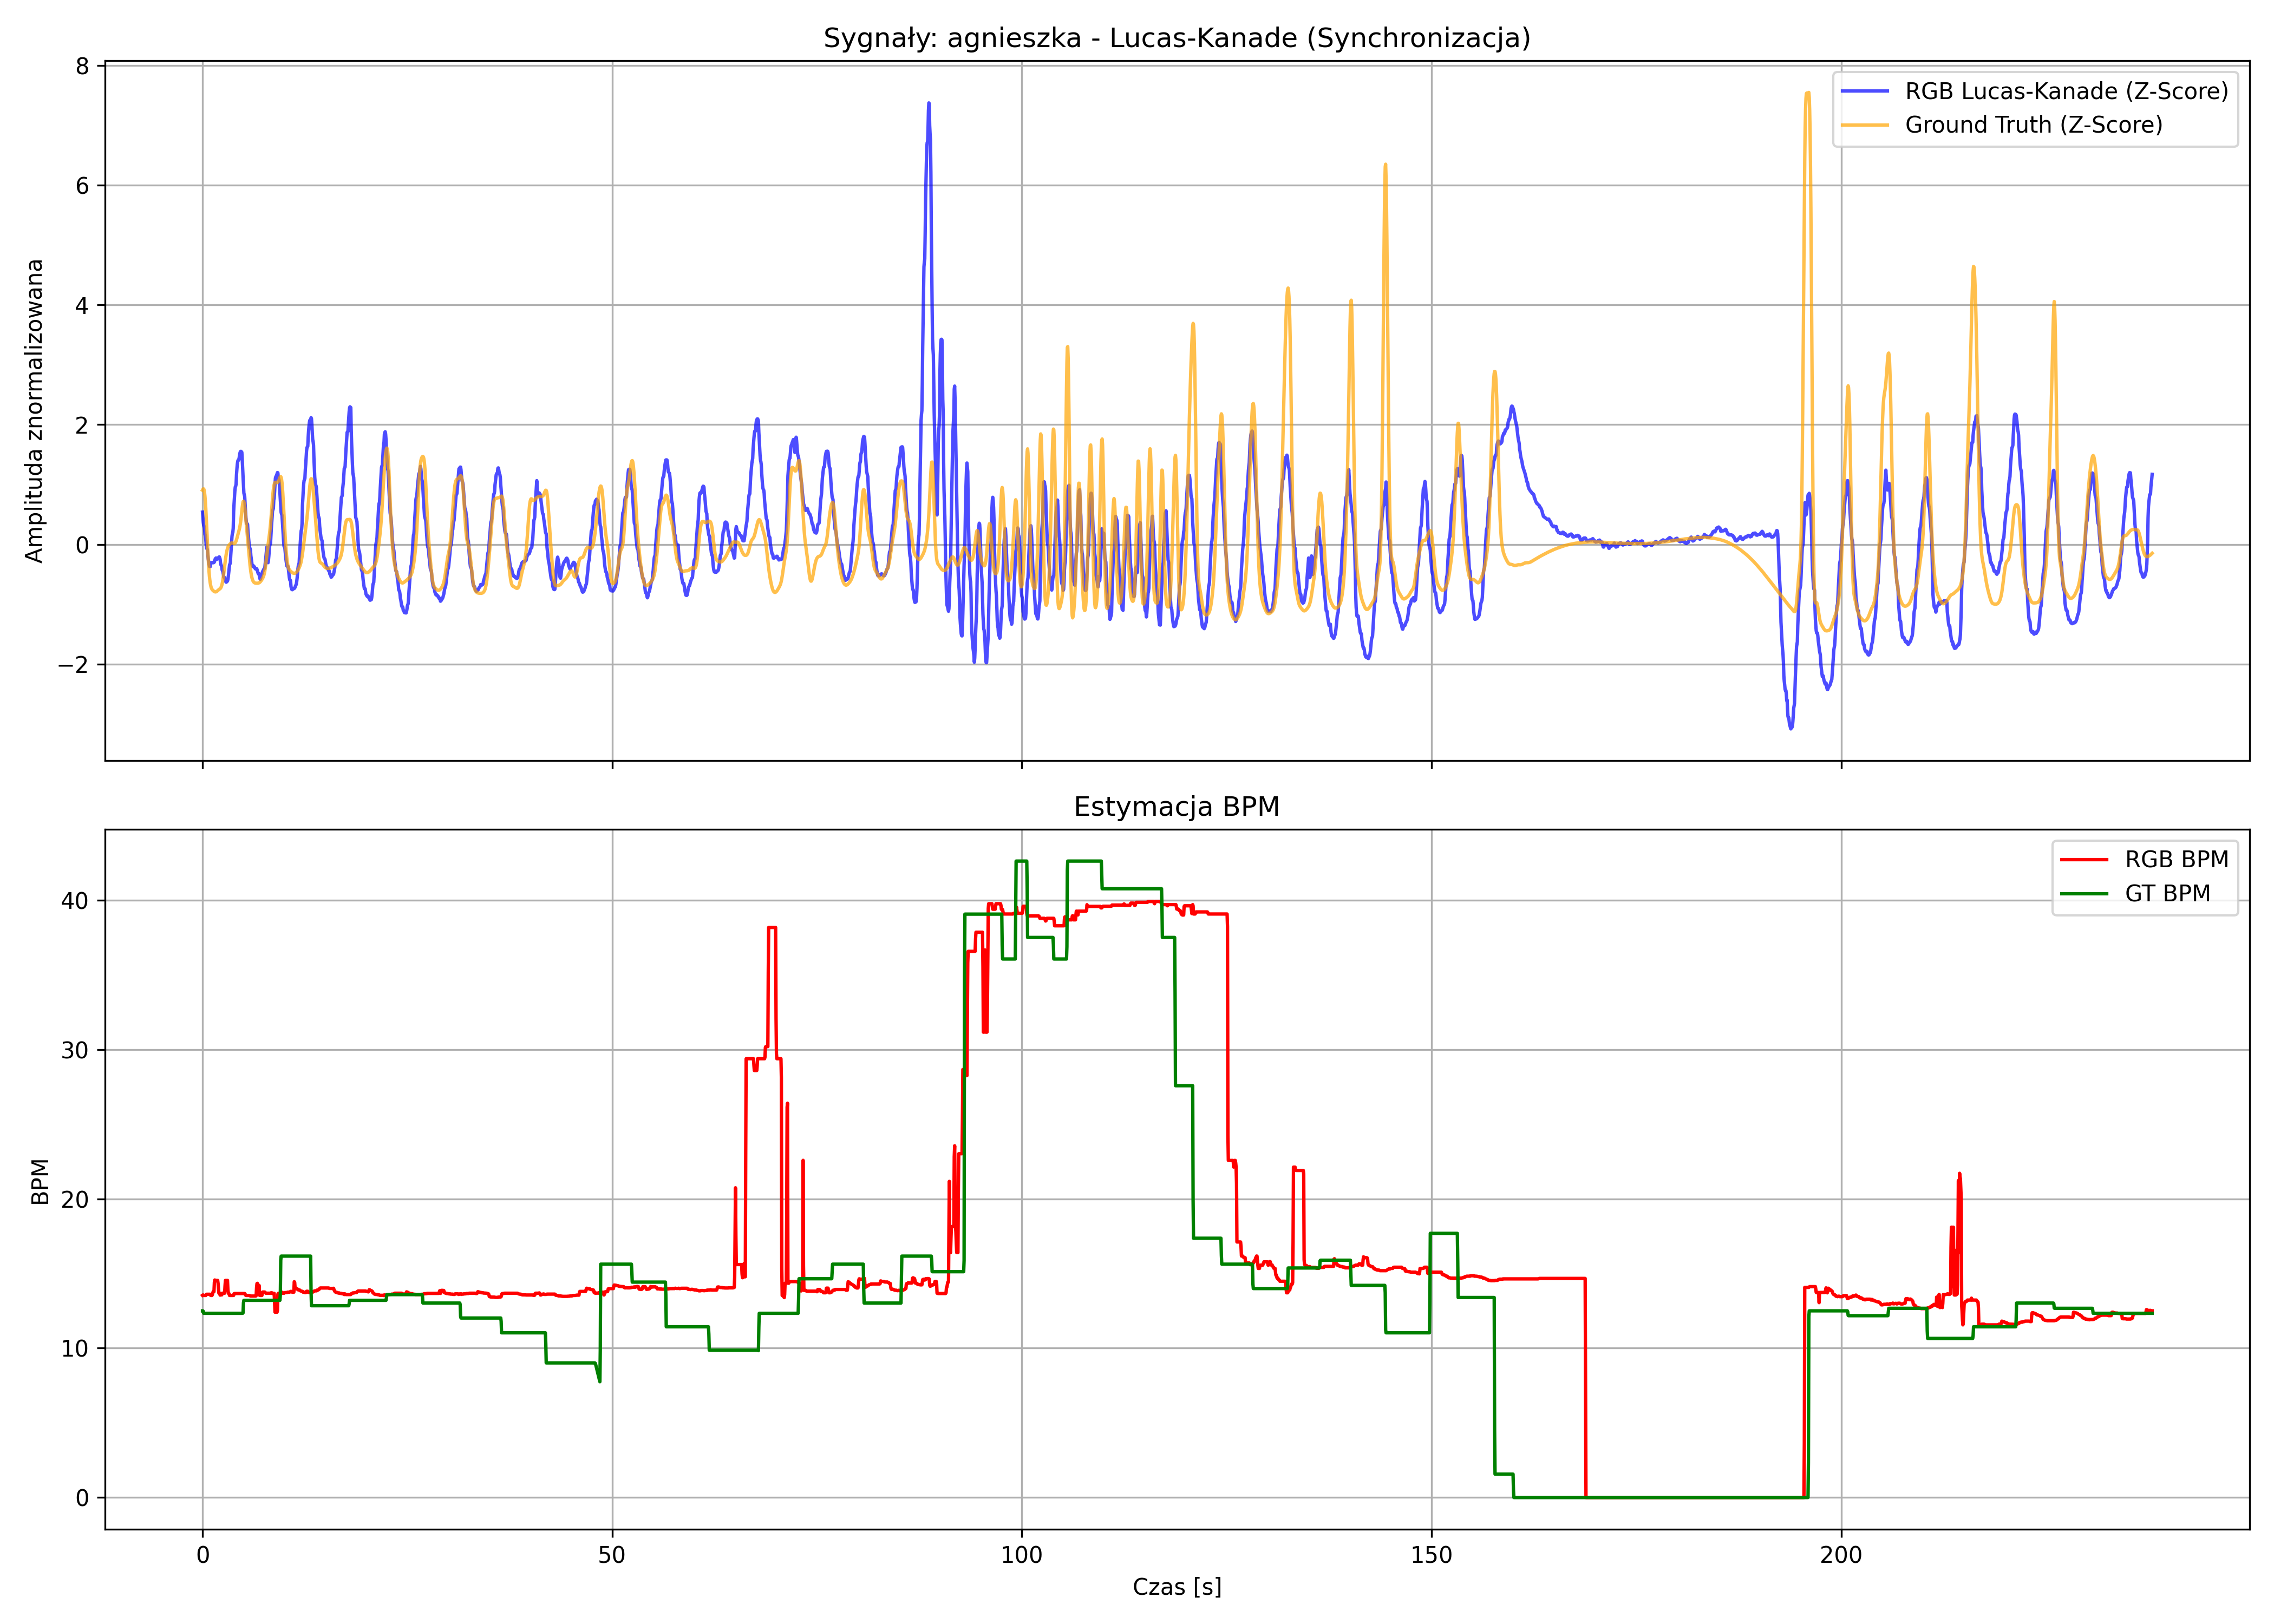 Sygnały: agnieszka - Lucas-Kanade (Synchronizacja)
Amplituda znormalizowana
8
6
4
2
0
−2
RGB Lucas-Kanade (Z-Score)
Ground Truth (Z-Score)
Estymacja BPM
BPM
40
30
20
10
0
RGB BPM
GT BPM
0 50 100 150 200
Czas [s]